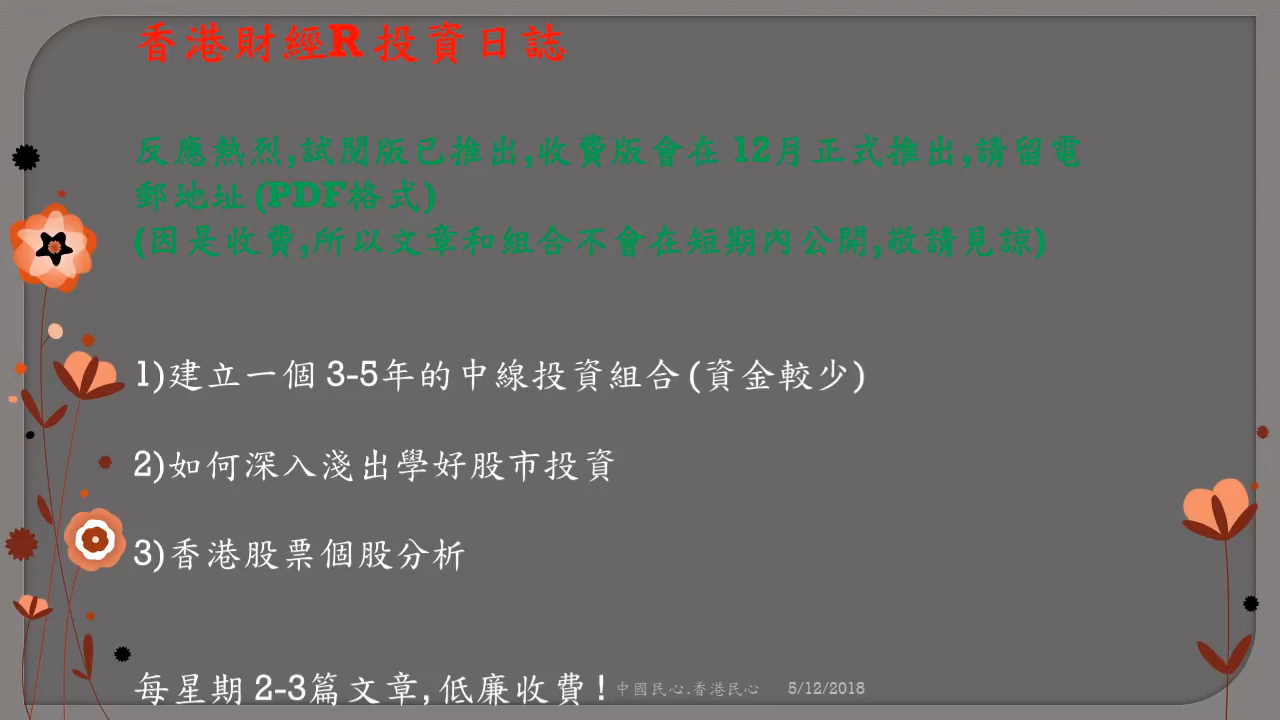 香港財經R 投資日誌
反應熱烈,試閱版已推出,收費版會在 12月正式推出,請留電
郵地址 (PDF格式)
(因是收費,所以文章和組合不會在短期內公開,敬請見諒)
1)建立一個 3-5年的中線投資組合 (資金較少)
2)如何深入淺出學好股市投資
3)香港股票個股分析
每星期 2-3篇文章, 低廉收費 !
中國民心.香港民心 5/12/2018